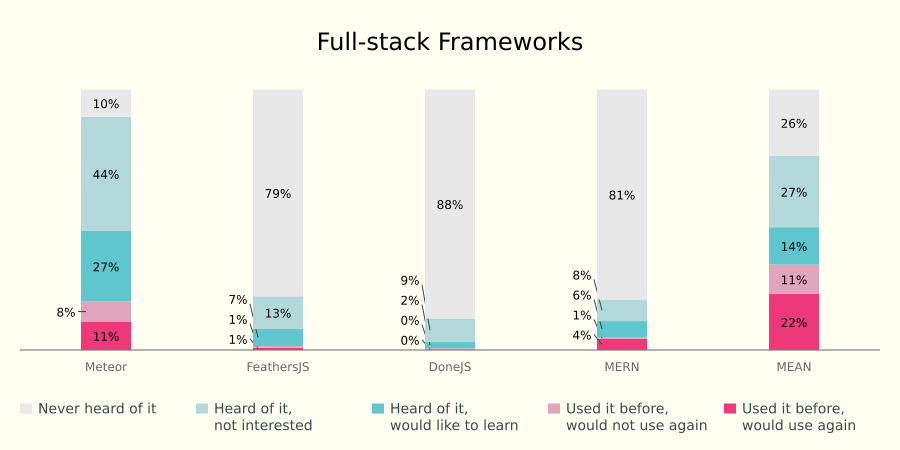 Full-stack Frameworks
10%
44%
27%
8%
11%
79%
13%
7%
1%
1%
88%
9%
2%
0%
0%
81%
8%
6%
1%
4%
26%
27%
14%
11%
22%
Meteor
FeathersJS
DoneJS
MERN
MEAN
Never heard of it
Heard of it,
not interested
Heard of it,
would like to learn
Used it before,
would not use again
Used it before,
would use again